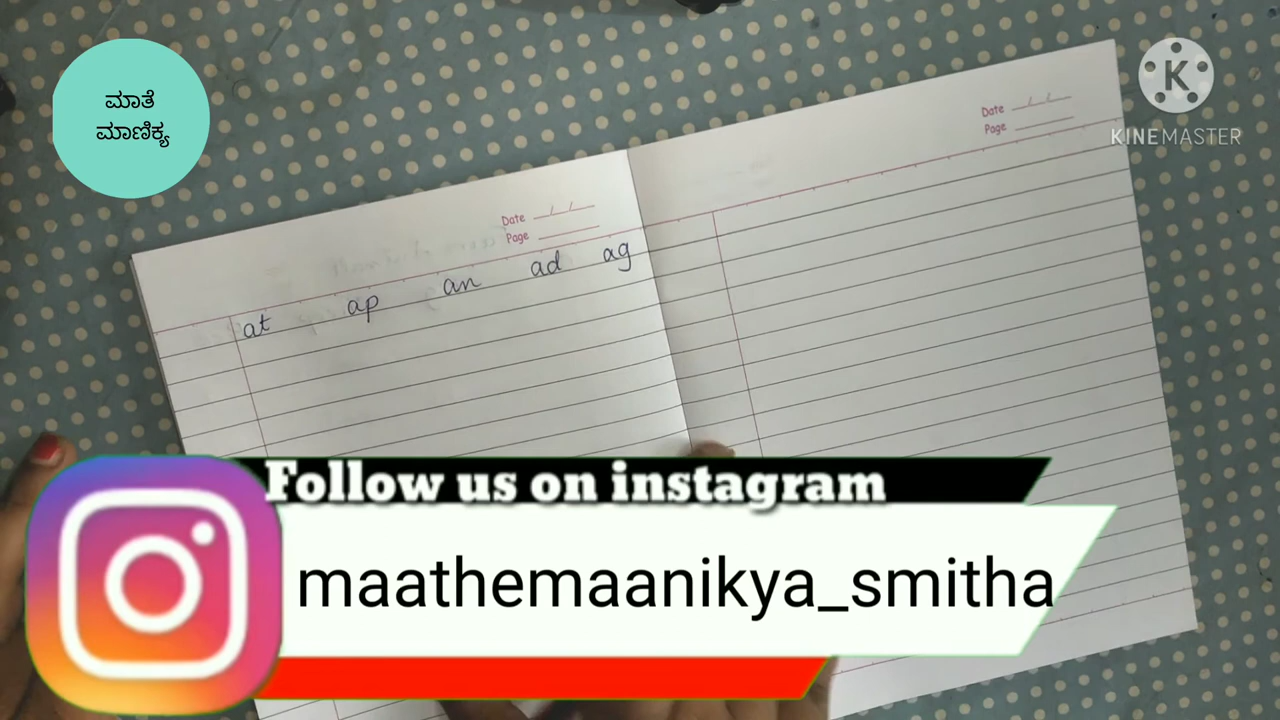 ಮಾತೆ
ಮಾಣಿಕ್ಯ
KINEMASTER
Date
Page
Date
Page
at ap an ad ag
Follow us on instagram
maathemaanikya_smitha